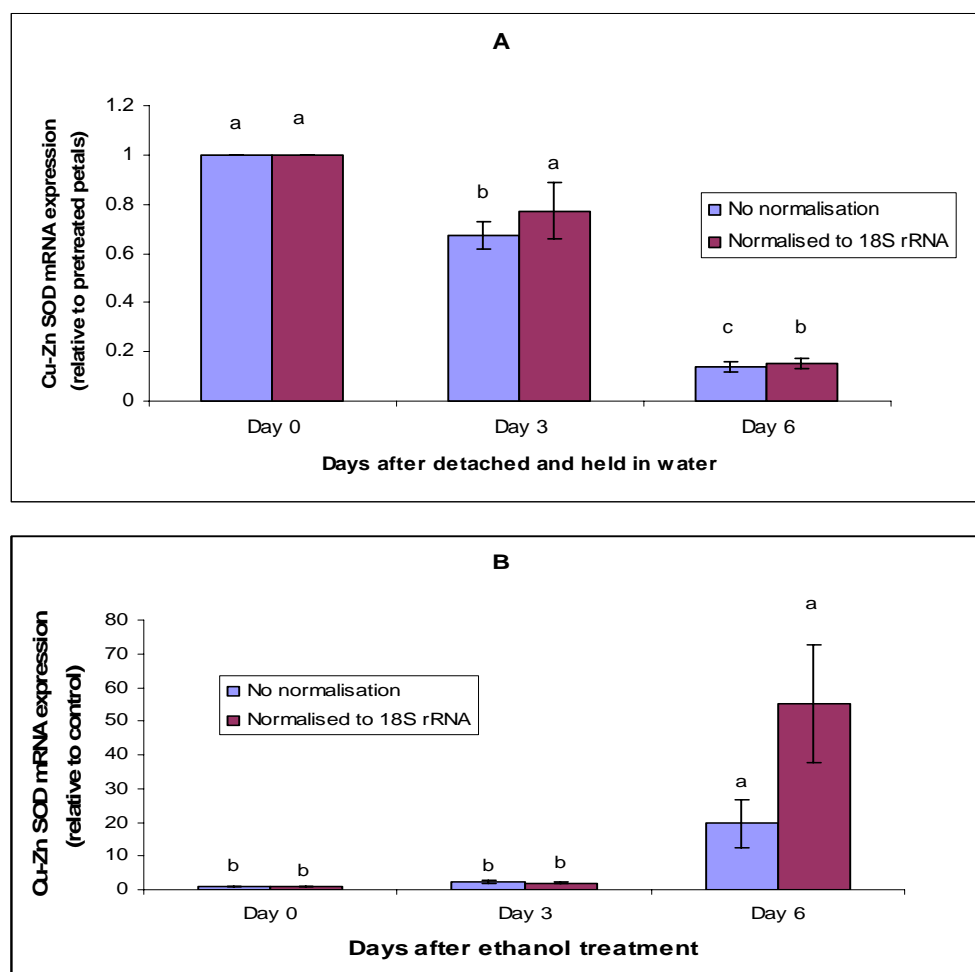 A
Cu-Zn SOD mRNA expression
(relative to pretreated petals)
1.2
1
0.8
0.6
0.4
0.2
0
a a
b a
c b
No normalisation
Normalised to 18S rRNA
Day 0 Day 3 Day 6
Days after detached and held in water
B
Cu-Zn SOD mRNA expression
(relative to control)
80
70
60
50
40
30
20
10
0
b b
b b
a a
No normalisation
Normalised to 18S rRNA
Day 0 Day 3 Day 6
Days after ethanol treatment